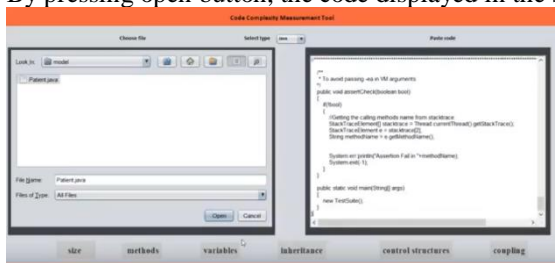 By pressing open button, the code displayed in the
Code Complexity Measurement Tool
Choose file
Select type
Paste code
Look In:
model
Patient.java
File Name:
Patient.java
Files of Type:
All Files
Open
Cancel
/**
* To avoid passing -ea in VM arguments
*/
public void assertCheck(boolean bool)
{
if(!bool)
{
//Getting the calling methods name from stacktrace
StackTraceElement[] stacktrace = Thread.currentThread().getStackTrace();
StackTraceElement e = stacktrace[2];
String methodName = e.getMethodName();
System.err.println("Assertion Fail in "+methodName);
System.exit(-1);
}
}
public static void main(String[] args)
{
new TestSuite();
}
}
size
methods
variables
inheritance
control structures
coupling